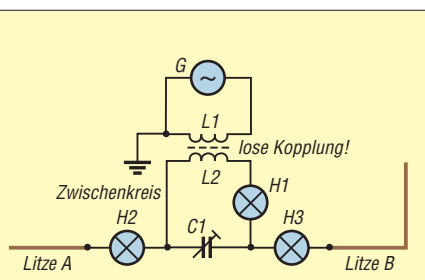 G
~
L1
lose Kopplung!
L2
Zwischenkreis
H1
H2
C1
H3
Litze A
Litze B